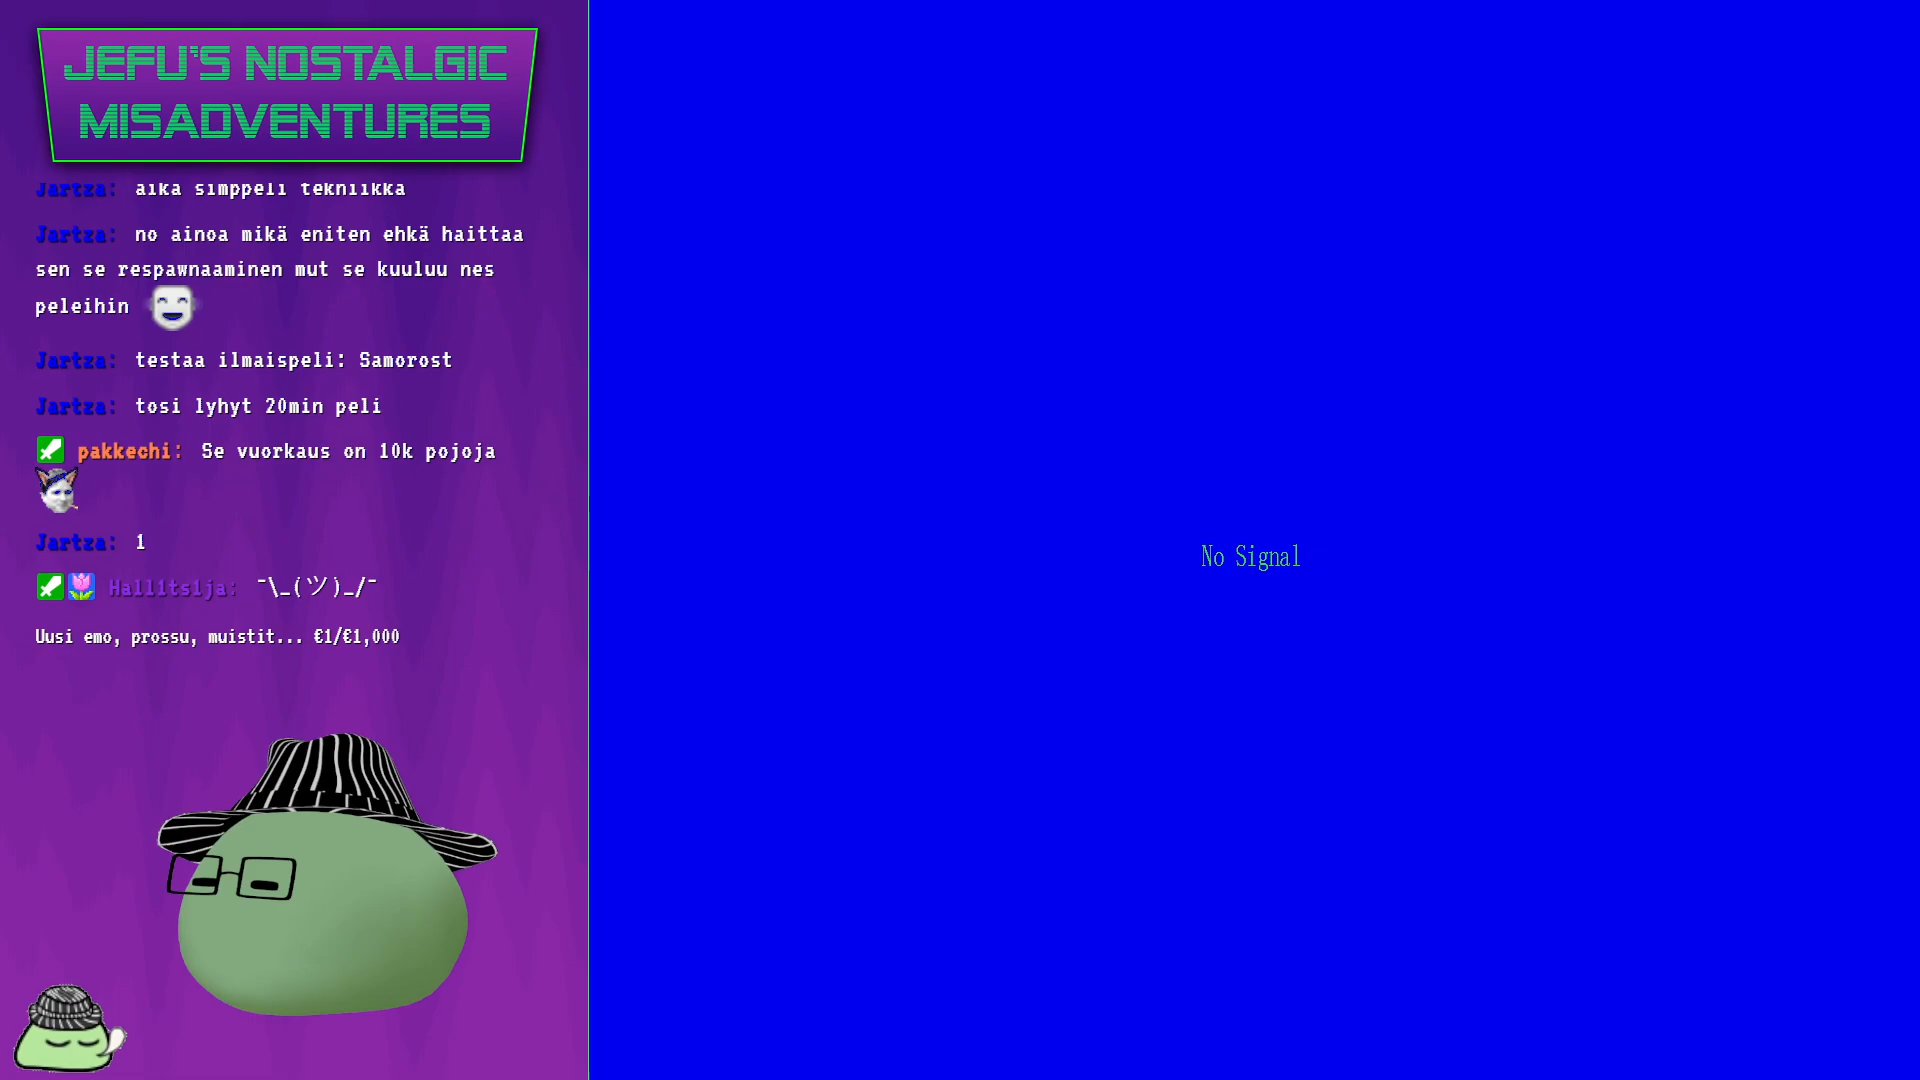 JEFU'S NOSTALGIC
MISADVENTURES
Jartza: aika simppeli tekniikka
Jartza: no ainoa mikä eniten ehkä haittaa
sen se respawnaaminen mut se kuuluu nes
peleihin
Jartza: testaa ilmaispeli: Samorost
Jartza: tosi lyhyt 20min peli
pakkechi: Se vuorkaus on 10k pojoja
Jartza: 1
Hall1ts1ja: ¯\_(ツ)_/¯
Uusi emo, prossu, muistit... €1/€1,000
No Signal